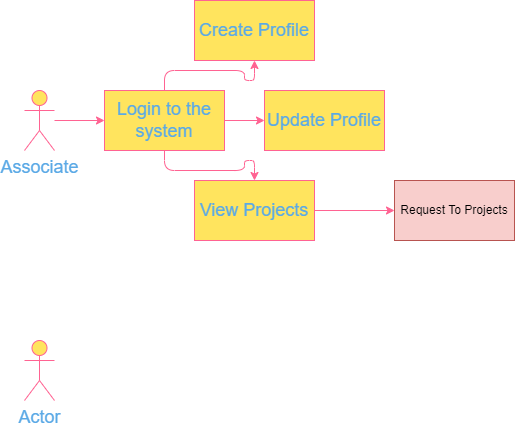 Create Profile
Login to the
system
Update Profile
Associate
View Projects
Request To Projects
Actor